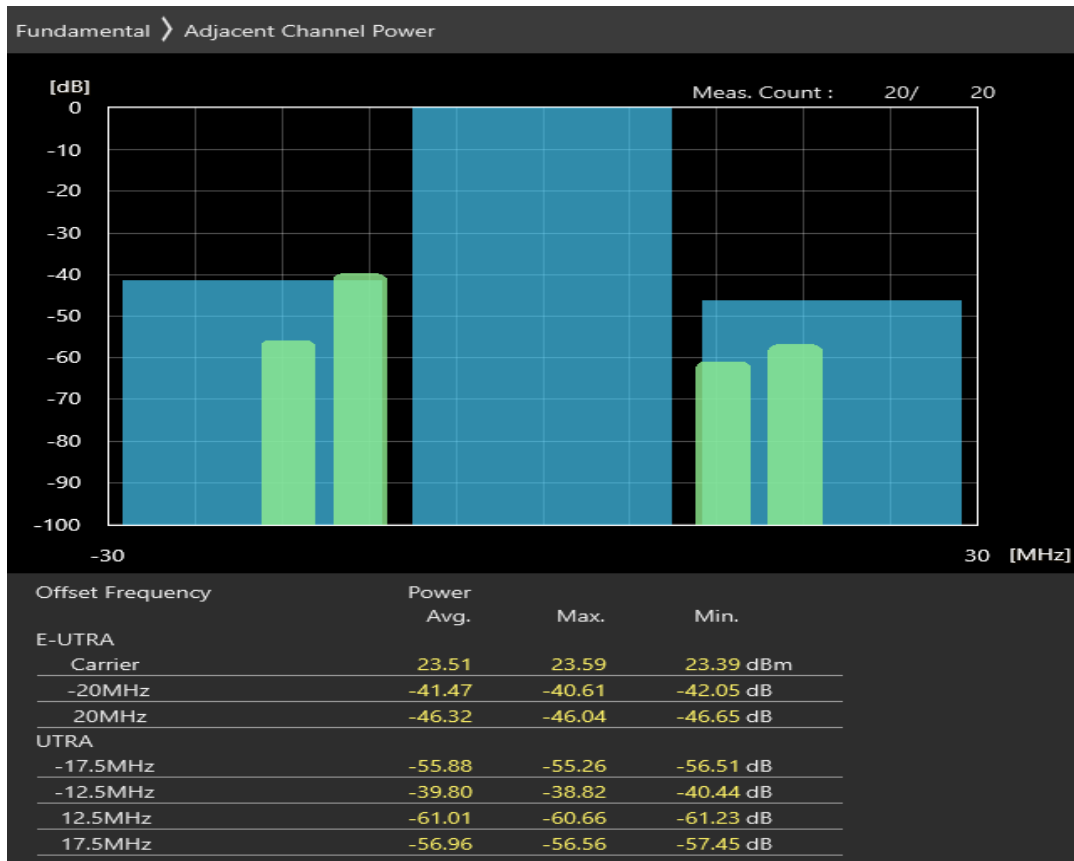 Fundamental 〉 Adjacent Channel Power
[dB]
Meas. Count : 20/ 20
0
-10
-20
-30
-40
-50
-60
-70
-80
-90
-100
-30 30 [MHz]
Offset Frequency Power
Avg. Max. Min.
E-UTRA
Carrier 23.51 23.59 23.39 dBm
-20MHz -41.47 -40.61 -42.05 dB
20MHz -46.32 -46.04 -46.65 dB
UTRA
-17.5MHz -55.88 -55.26 -56.51 dB
-12.5MHz -39.80 -38.82 -40.44 dB
12.5MHz -61.01 -60.66 -61.23 dB
17.5MHz -56.96 -56.56 -57.45 dB